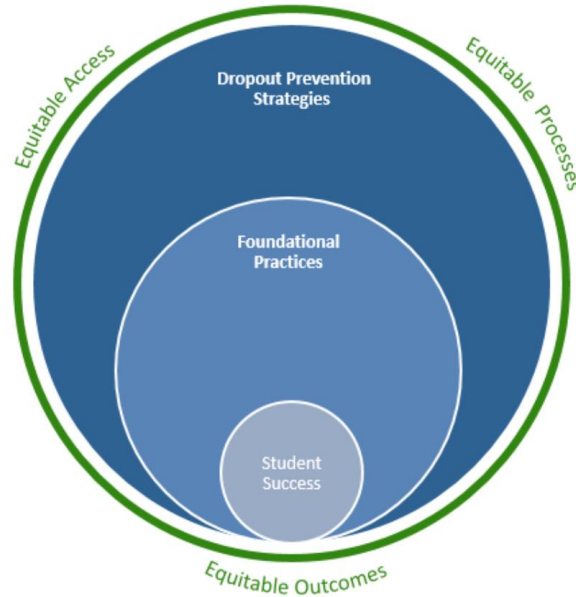 Equitable Access
Equitable Processes
Dropout Prevention
Strategies
Foundational
Practices
Student
Success
Equitable Outcomes